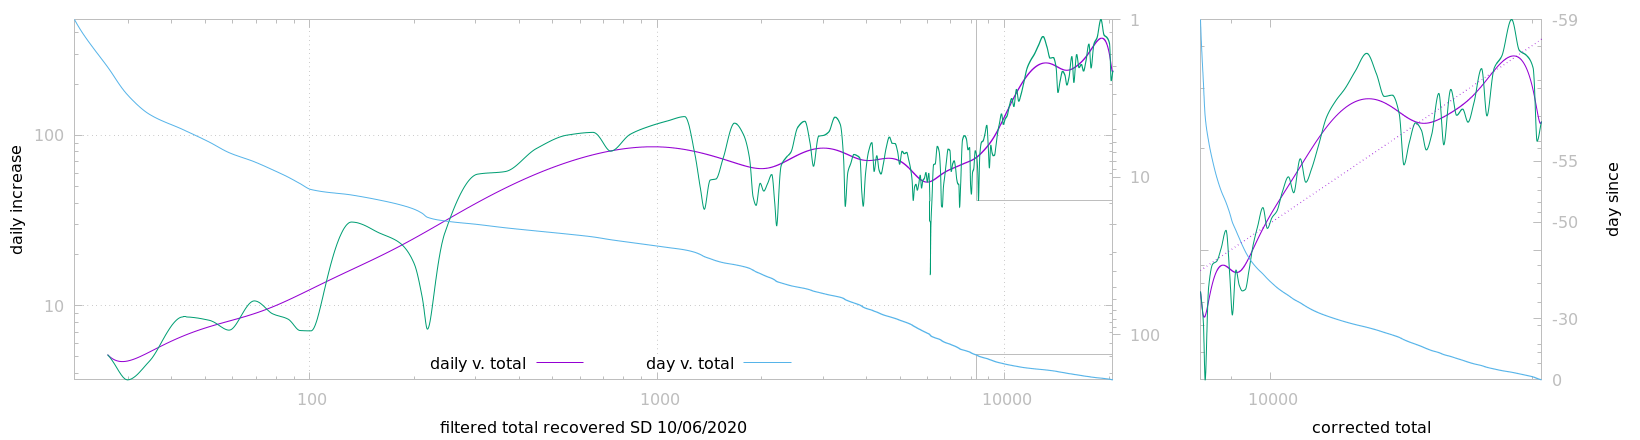 daily increase
100
10
100
1000
10000
1
10
100
daily v. total
day v. total
filtered total recovered SD 10/06/2020
-59
-55
-50
-30
0
day since
10000
corrected total